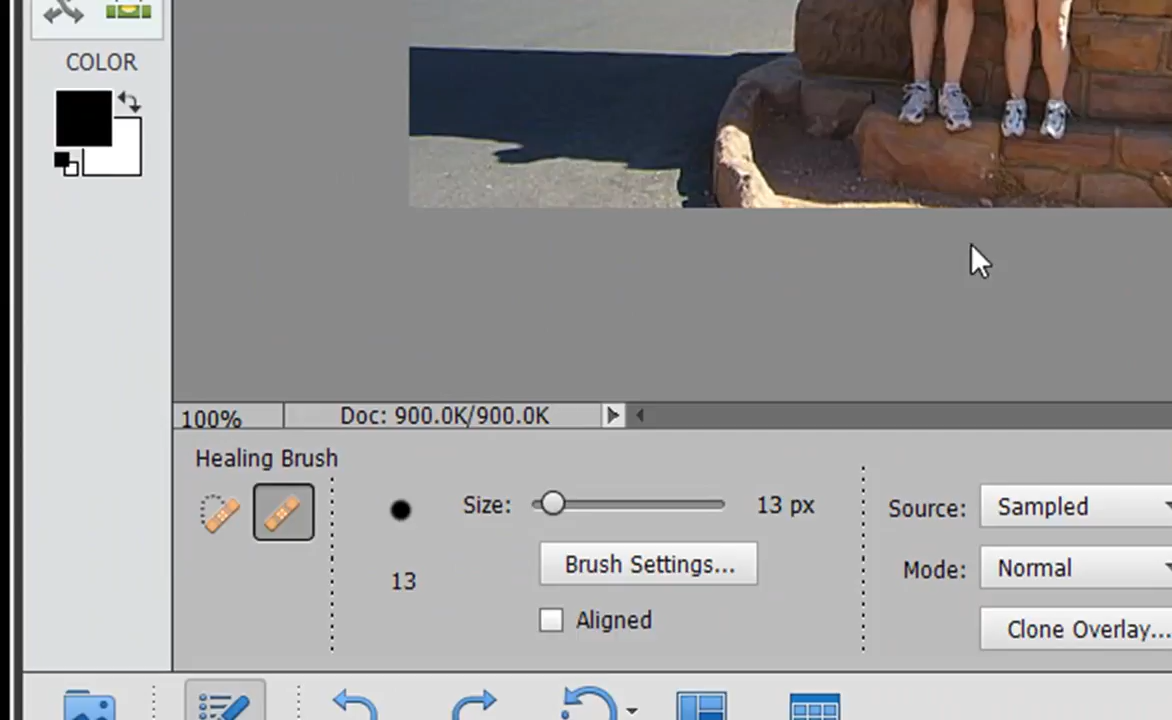 COLOR
100%
Doc: 900.0K/900.0K
Healing Brush
Size:
13 px
Source:
Sampled
Brush Settings...
Mode:
Normal
13
Aligned
Clone Overlay...